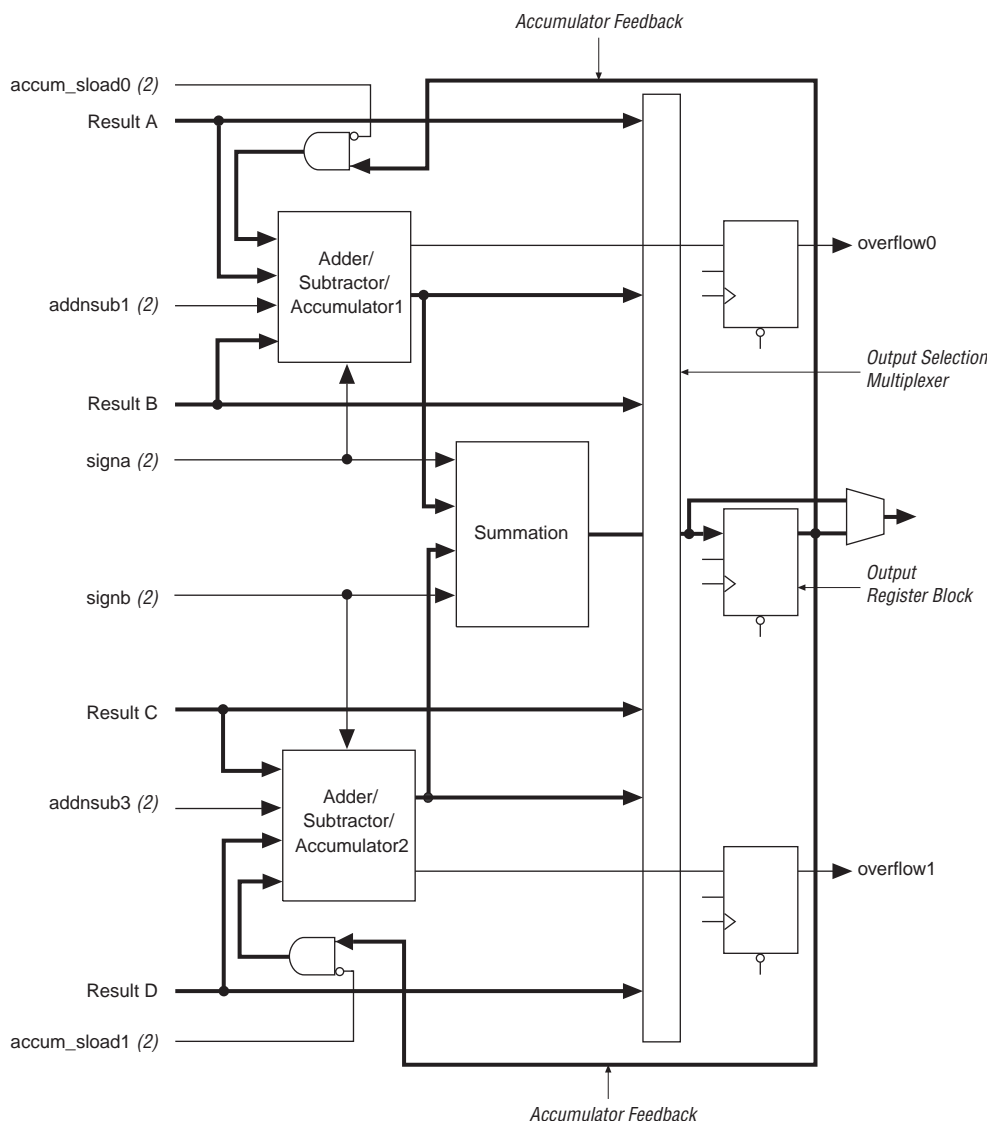 Accumulator Feedback
accum_sload0 (2)
Result A
overflow0
Adder/
Subtractor/
Accumulator1
addnsub1 (2)
Output Selection
Multiplexer
Result B
signa (2)
Summation
Output
Register Block
signb (2)
Result C
addnsub3 (2)
Adder/
Subtractor/
Accumulator2
overflow1
Result D
accum_sload1 (2)
Accumulator Feedback